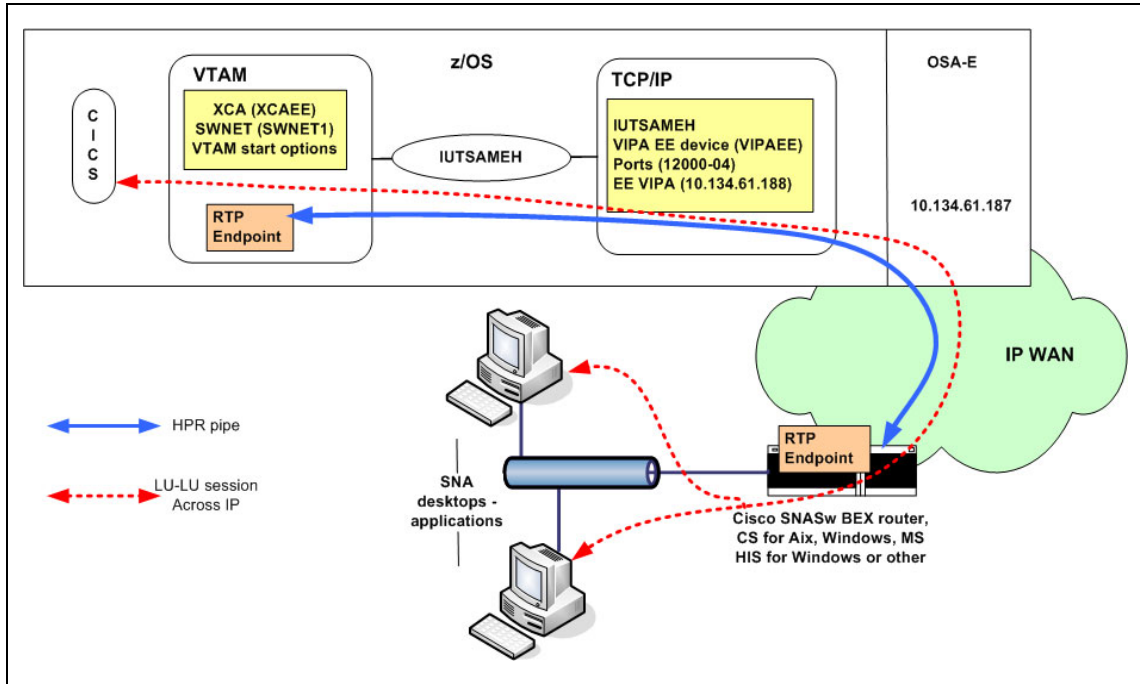 z/OS
OSA-E
VTAM
XCA (XCAEE)
SWNET (SWNET1)
VTAM start options
C
I
C
S
RTP
Endpoint
IUTSAMEH
TCP/IP
IUTSAMEH
VIPA EE device (VIPAEE)
Ports (12000-04)
EE VIPA (10.134.61.188)
10.134.61.187
IP WAN
HPR pipe
LU-LU session
Across IP
SNA
desktops -
applications
RTP
Endpoint
Cisco SNASw BEX router,
CS for Aix, Windows, MS
HIS for Windows or other